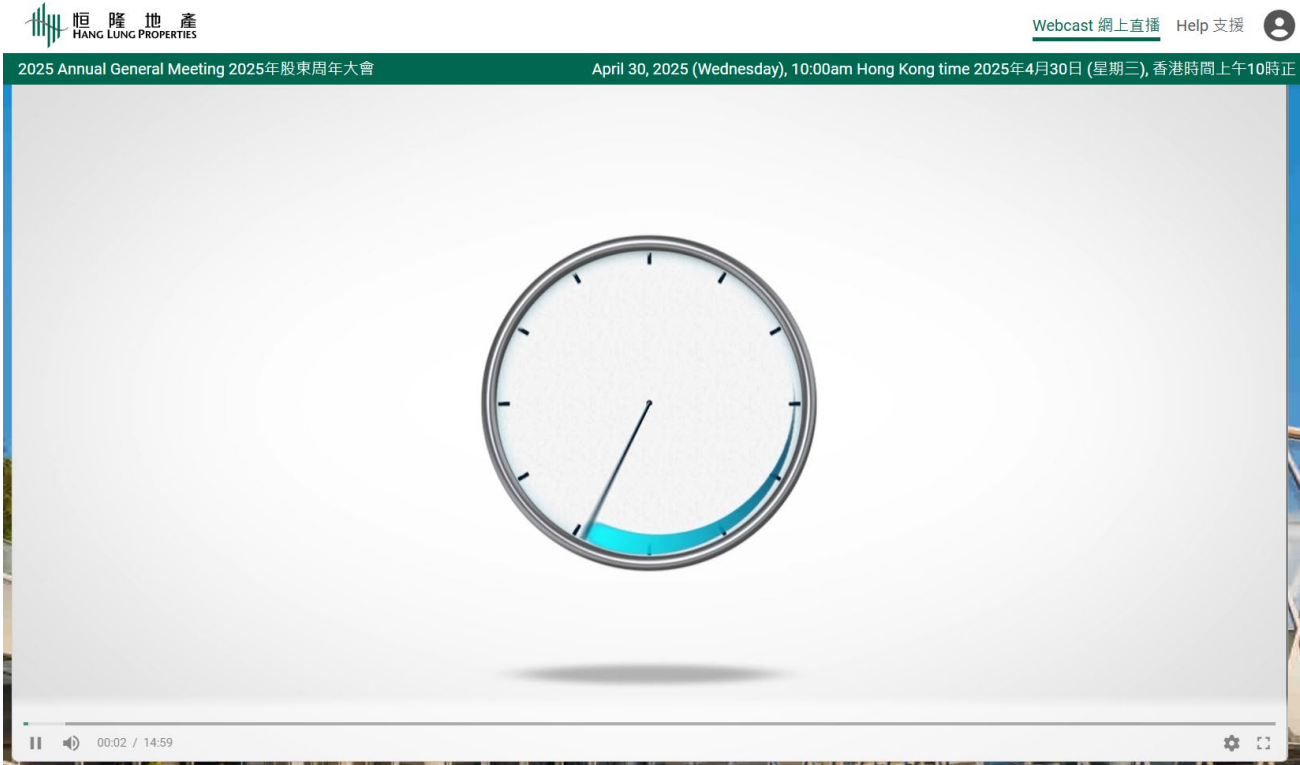 恒隆地產
HANG LUNG PROPERTIES
Webcast 網上直播 Help 支援
2025 Annual General Meeting 2025年股東周年大會
April 30, 2025 (Wednesday), 10:00am Hong Kong time 2025年4月30日 (星期三), 香港時間上午10時正
00:02 / 14:59